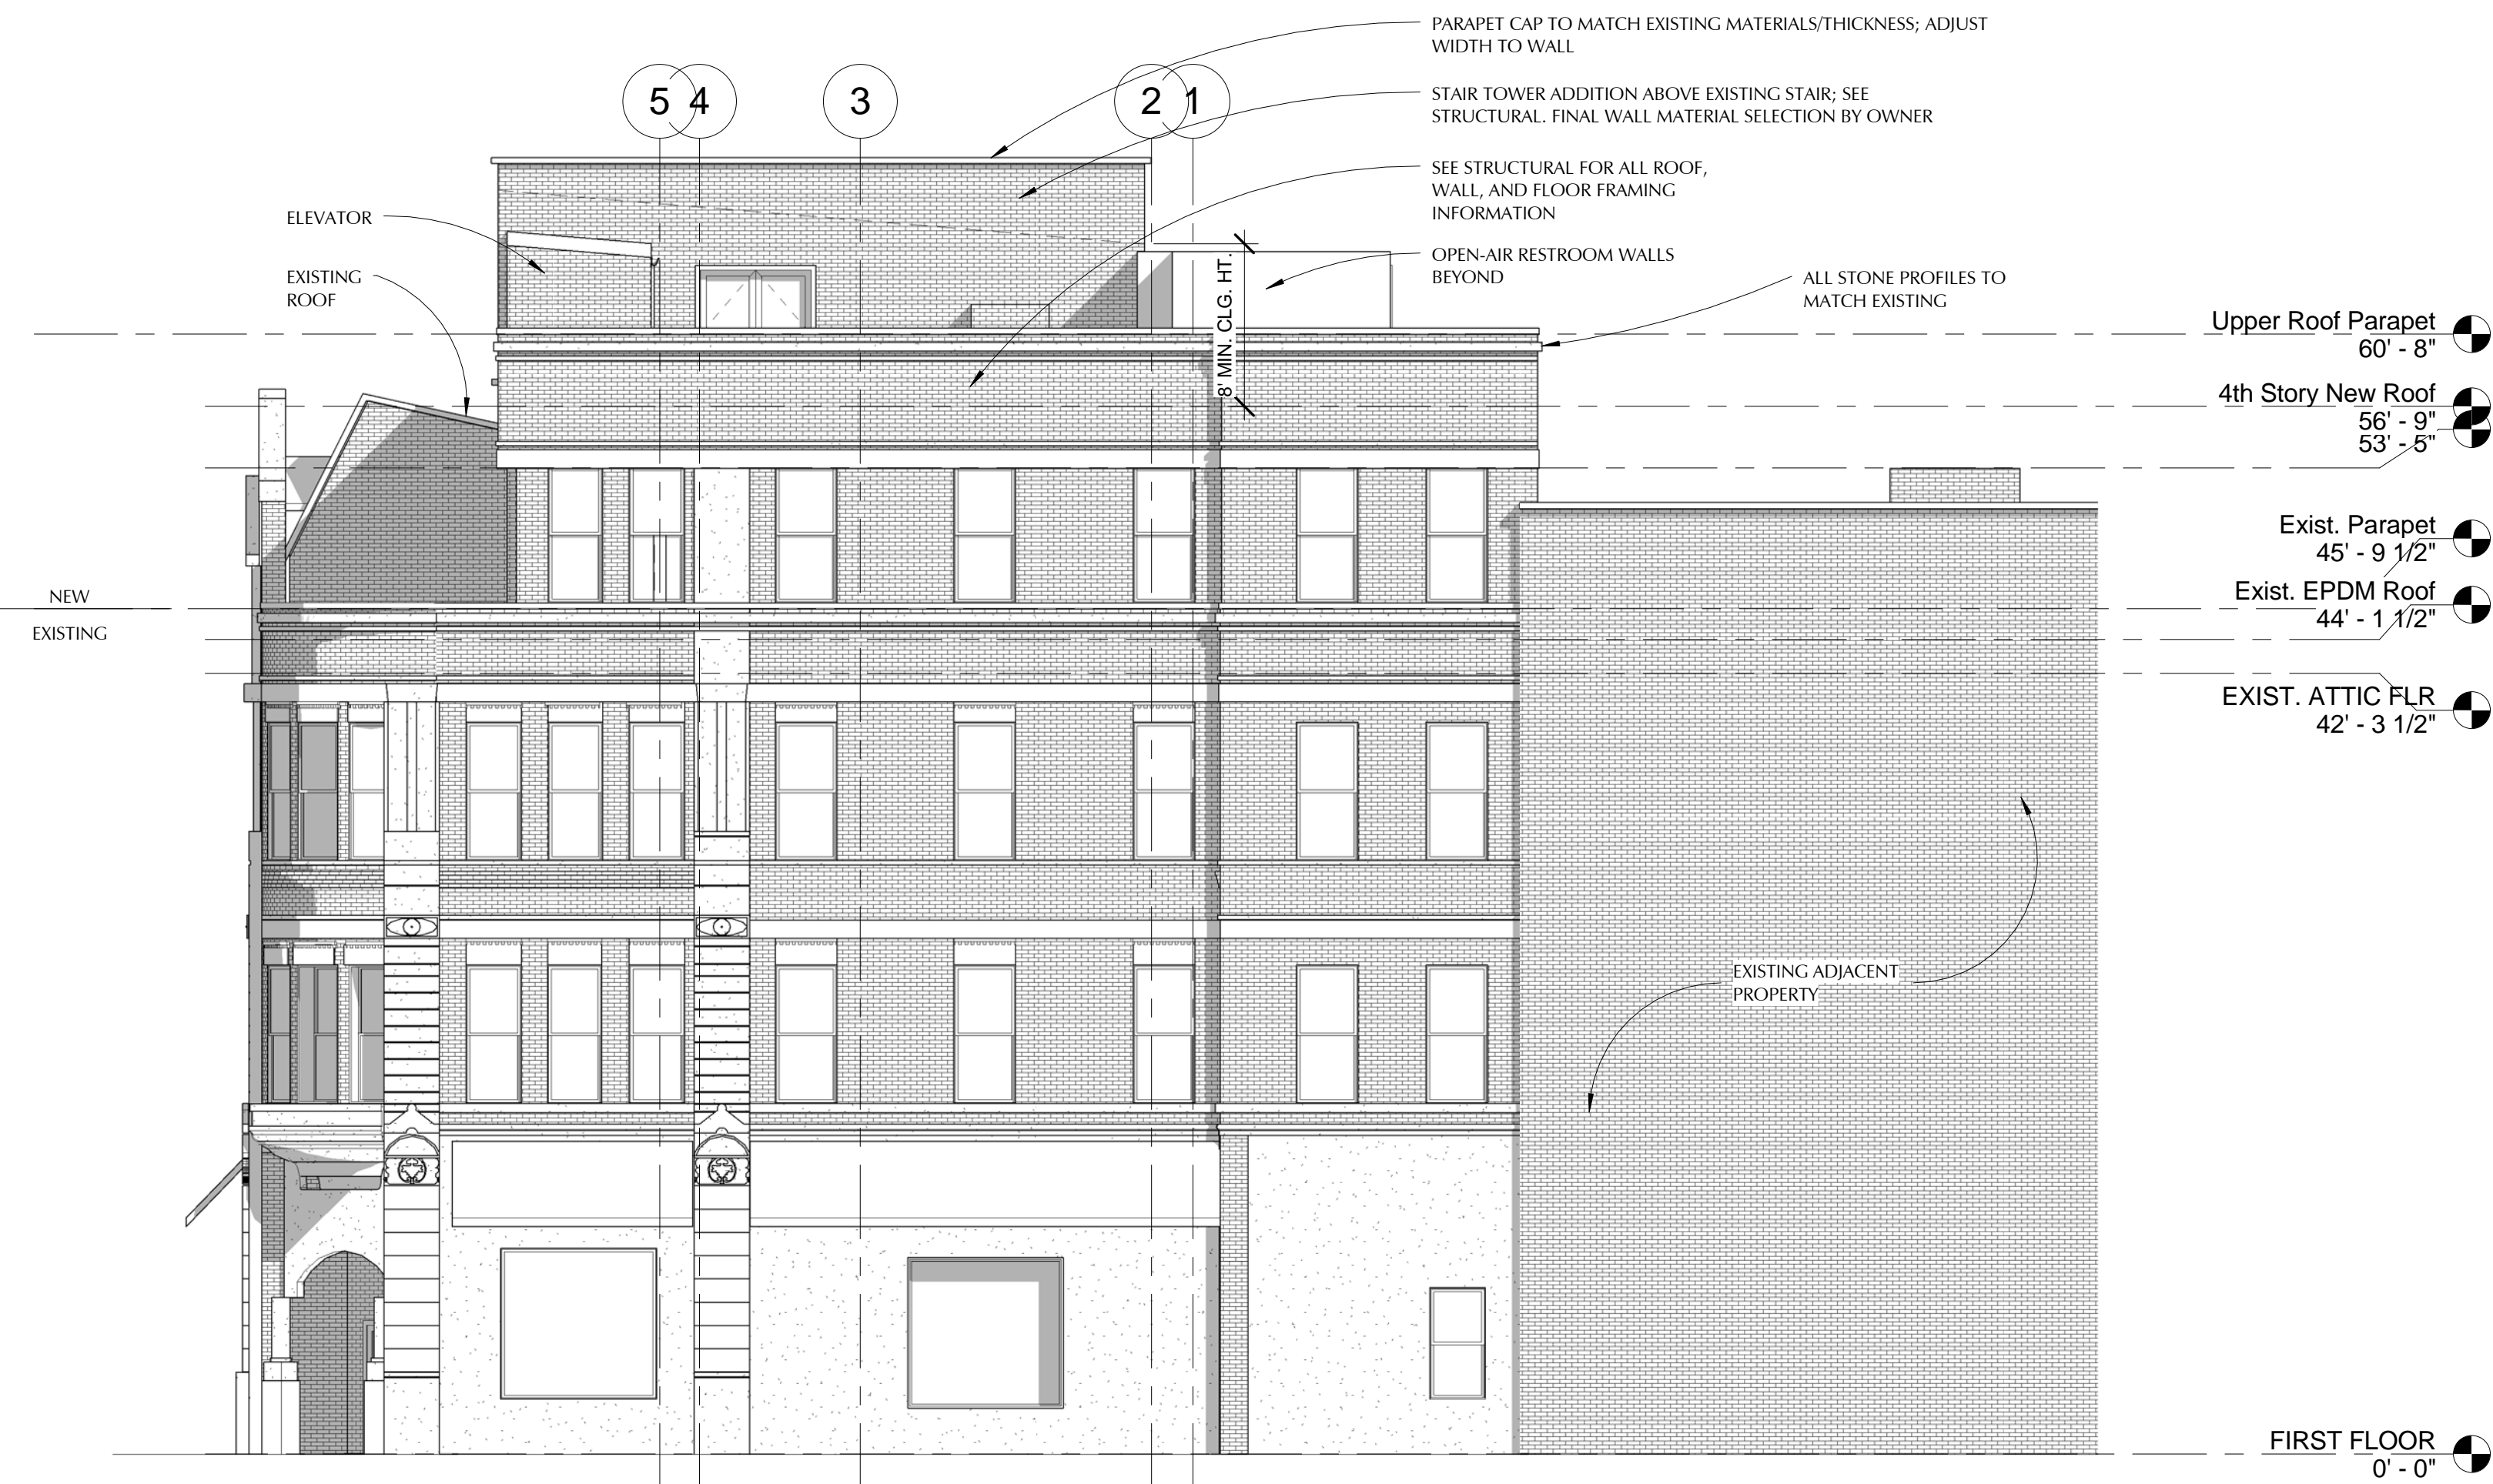 PARAPET CAP TO MATCH EXISTING MATERIALS/THICKNESS; ADJUST
WIDTH TO WALL
5 4 3 2 1
STAIR TOWER ADDITION ABOVE EXISTING STAIR; SEE
STRUCTURAL. FINAL WALL MATERIAL SELECTION BY OWNER
SEE STRUCTURAL FOR ALL ROOF,
WALL, AND FLOOR FRAMING
INFORMATION
ELEVATOR
OPEN-AIR RESTROOM WALLS
BEYOND
EXISTING
ROOF
ALL STONE PROFILES TO
MATCH EXISTING
8' MIN. CLG. HT.
Upper Roof Parapet
60' - 8"
4th Story New Roof
56' - 9"
53' - 5"
Exist. Parapet
45' - 9 1/2"
Exist. EPDM Roof
44' - 1 1/2"
NEW
EXISTING
EXIST. ATTIC FLR
42' - 3 1/2"
EXISTING ADJACENT
PROPERTY
FIRST FLOOR
0' - 0"